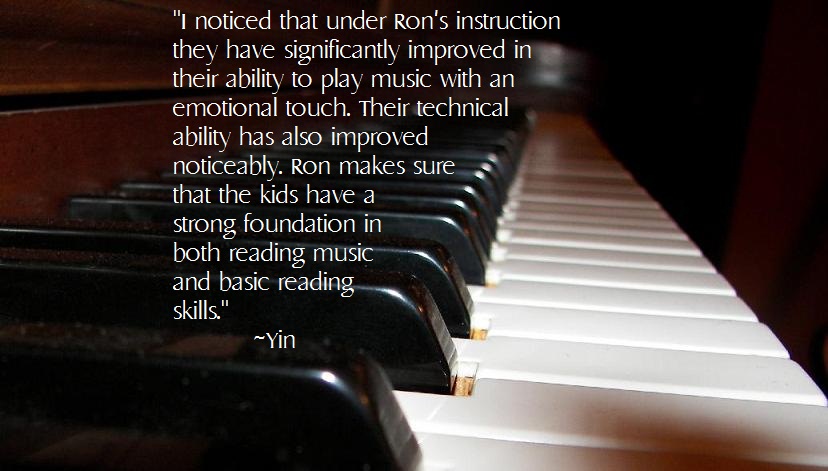 "I noticed that under Ron's instruction
they have significantly improved in
their ability to play music with an
emotional touch. Their technical
ability has also improved
noticeably. Ron makes sure
that the kids have a
strong foundation in
both reading music
and basic reading
skills."
~Yin